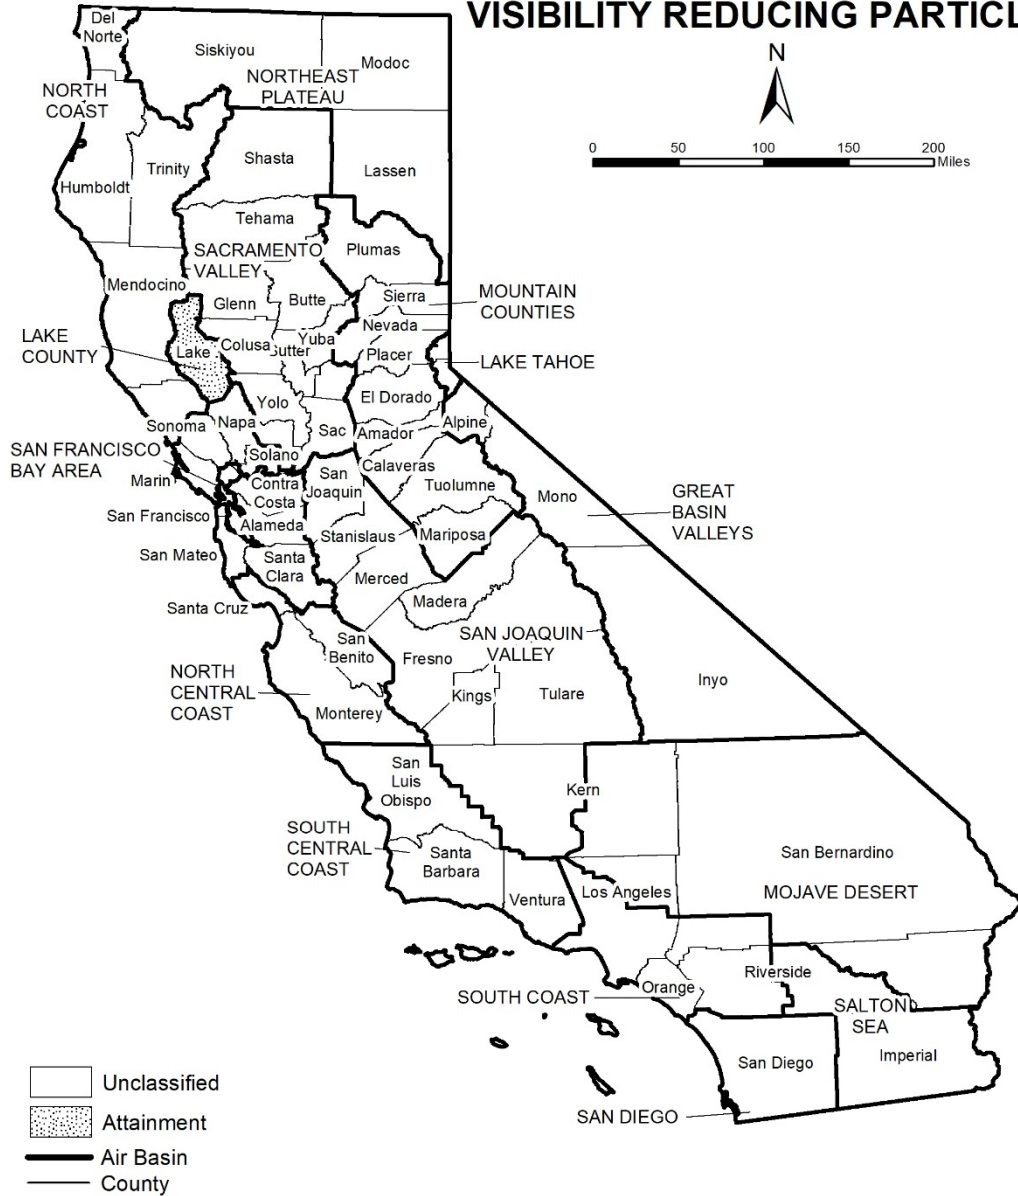 VISIBILITY REDUCING PARTICL
N
0 50 100 150 200
Miles
Del
Norte
Siskiyou
Modoc
NORTHEAST
PLATEAU
NORTH
COAST
Shasta
Trinity
Lassen
Humboldt
Tehama
Plumas
SACRAMENTO
VALLEY
Mendocino
Glenn
Butte
Sierra
MOUNTAIN
COUNTIES
Nevada
LAKE
COUNTY
Lake
Colusa
Yuba
Placer
LAKE TAHOE
El Dorado
Yolo
Sonoma
Napa
Sac
Amador
Alpine
SAN FRANCISCO
BAY AREA
Solano
Calaveras
Marin
Contra
Costa
San
Joaquin
Tuolumne
Mono
GREAT
BASIN
VALLEYS
San Francisco
Alameda
Stanislaus
Mariposa
San Mateo
Santa
Clara
Merced
Santa Cruz
Madera
San
Benito
Fresno
SAN JOAQUIN
VALLEY
NORTH
CENTRAL
COAST
Kings
Tulare
Inyo
Monterey
San
Luis
Obispo
Kern
SOUTH
CENTRAL
COAST
Santa
Barbara
San Bernardino
Los Angeles
MOJAVE DESERT
Ventura
Riverside
Orange
SOUTH COAST
SALTON
SEA
San Diego
Imperial
SAN DIEGO
Unclassified
Attainment
Air Basin
County